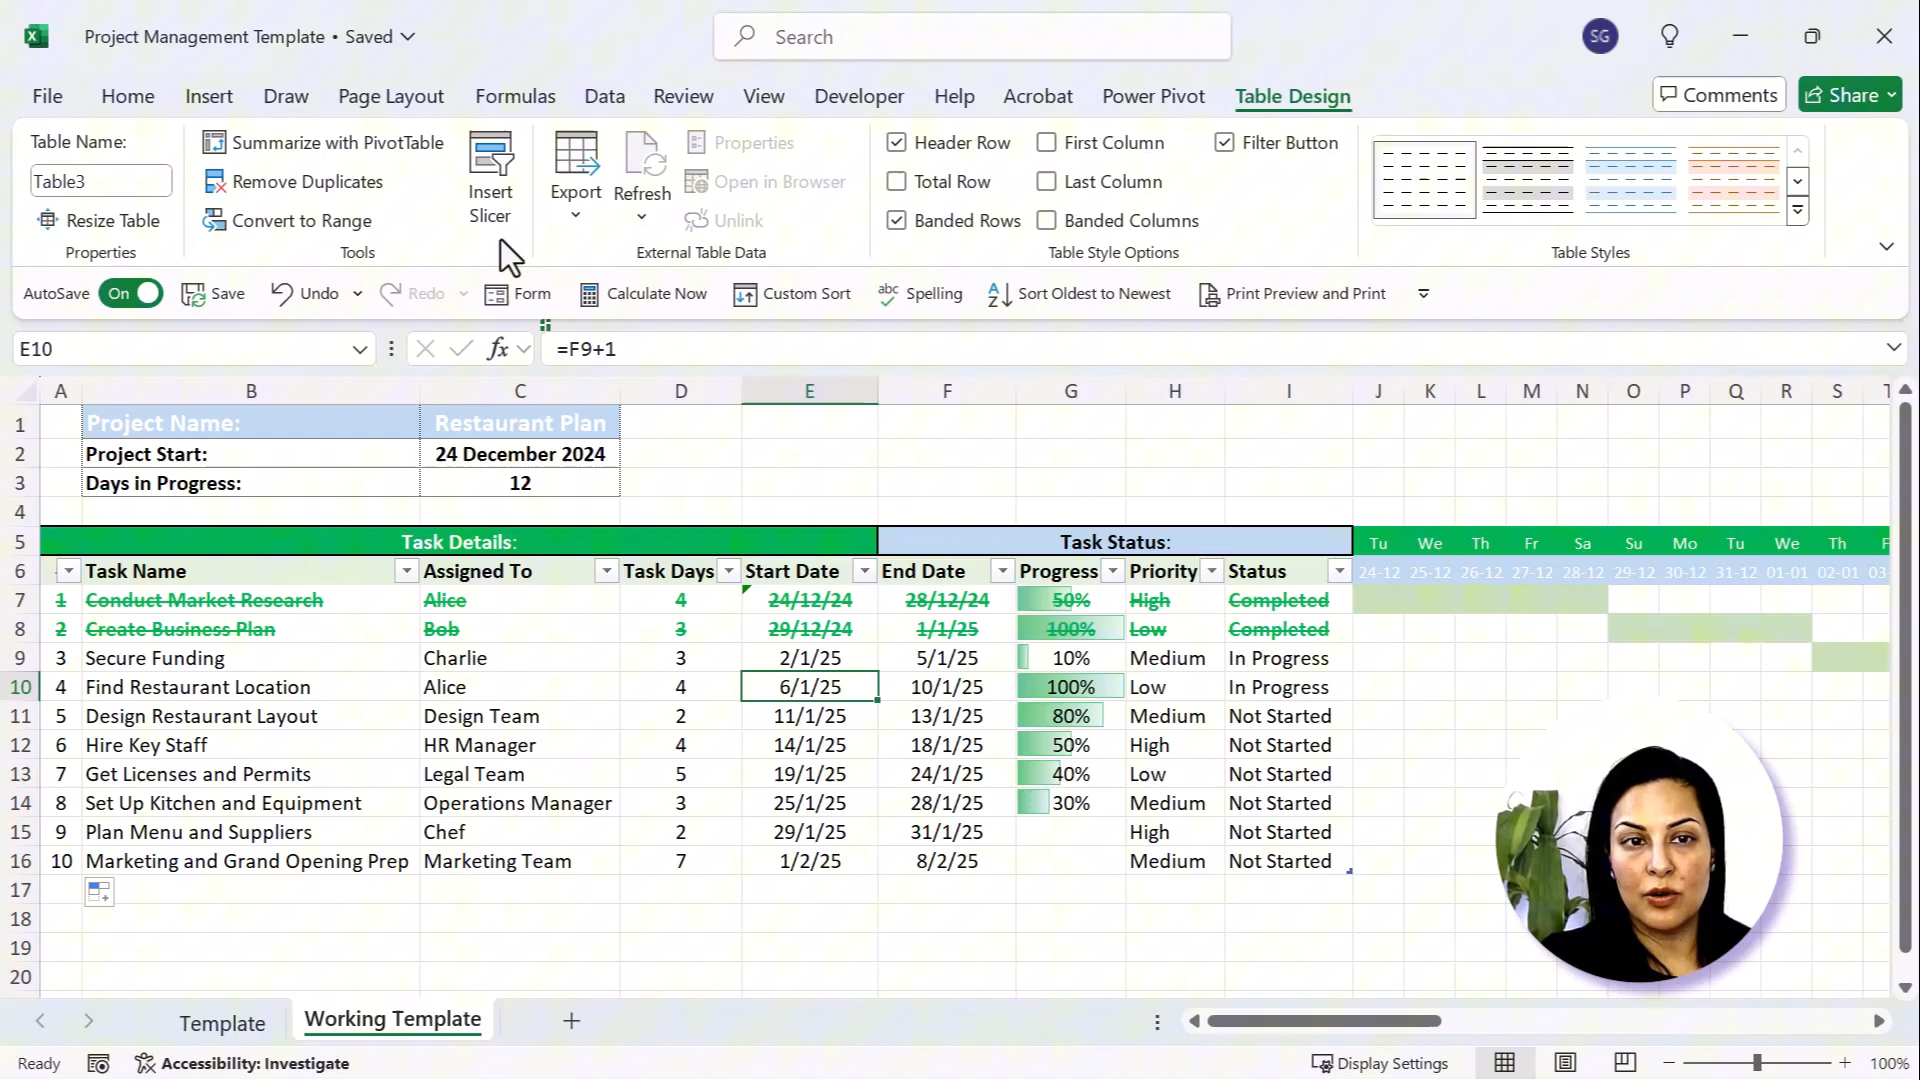 Project Management Template • Saved
Search
SG
File Home Insert Draw Page Layout Formulas Data Review View Developer Help Acrobat Power Pivot Table Design
Comments Share
Table Name:
Table3
Resize Table
Properties
Summarize with PivotTable
Remove Duplicates
Convert to Range
Tools
Insert
Slicer
Export
Refresh
Properties
Open in Browser
Unlink
External Table Data
Header Row First Column Filter Button
Total Row Last Column
Banded Rows Banded Columns
Table Style Options
Table Styles
AutoSave On Save Undo Redo Form Calculate Now Custom Sort abc Spelling Sort Oldest to Newest Print Preview and Print
E10 fx =F9+1
A B C D E F G H I J K L M N O P Q R S T
1 Project Name: Restaurant Plan
2 Project Start: 24 December 2024
3 Days in Progress: 12
4
5 Task Details: Task Status: Tu We Th Fr Sa Su Mo Tu We Th F
6 Task Name Assigned To Task Days Start Date End Date Progress Priority Status 24-12 25-12 26-12 27-12 28-12 29-12 30-12 31-12 01-01 02-01 03-
7 1 Conduct Market Research Alice 4 24/12/24 28/12/24 50% High Completed
8 2 Create Business Plan Bob 3 29/12/24 1/1/25 100% Low Completed
9 3 Secure Funding Charlie 3 2/1/25 5/1/25 10% Medium In Progress
10 4 Find Restaurant Location Alice 4 6/1/25 10/1/25 100% Low In Progress
11 5 Design Restaurant Layout Design Team 2 11/1/25 13/1/25 80% Medium Not Started
12 6 Hire Key Staff HR Manager 4 14/1/25 18/1/25 50% High Not Started
13 7 Get Licenses and Permits Legal Team 5 19/1/25 24/1/25 40% Low Not Started
14 8 Set Up Kitchen and Equipment Operations Manager 3 25/1/25 28/1/25 30% Medium Not Started
15 9 Plan Menu and Suppliers Chef 2 29/1/25 31/1/25 High Not Started
16 10 Marketing and Grand Opening Prep Marketing Team 7 1/2/25 8/2/25 Medium Not Started
17
18
19
20
Template Working Template
Ready Accessibility: Investigate Display Settings 100%